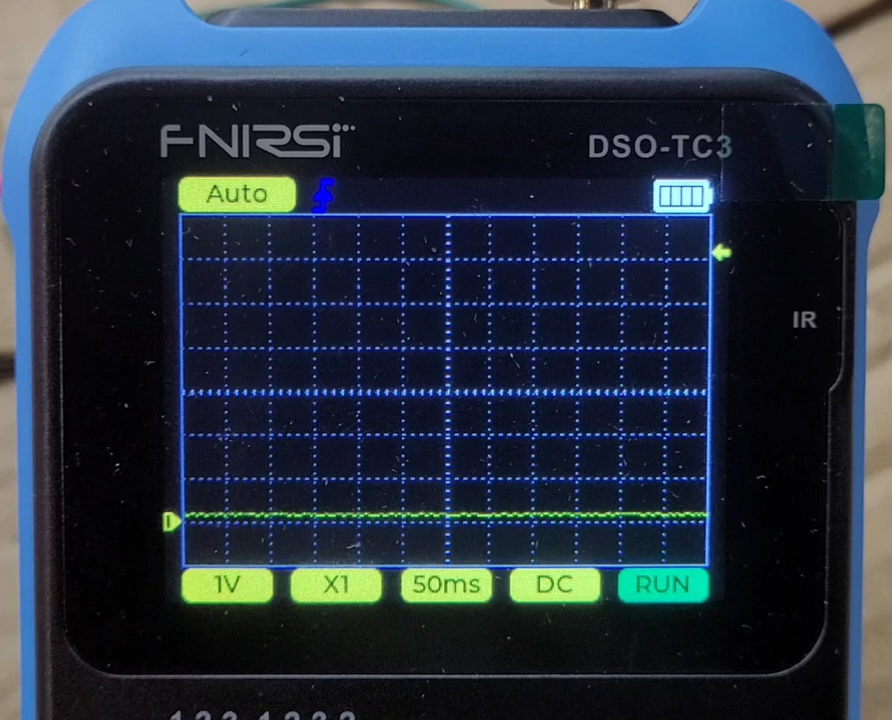 FNIRSI
DSO-TC3
Auto
IR
1V X1 50ms DC RUN